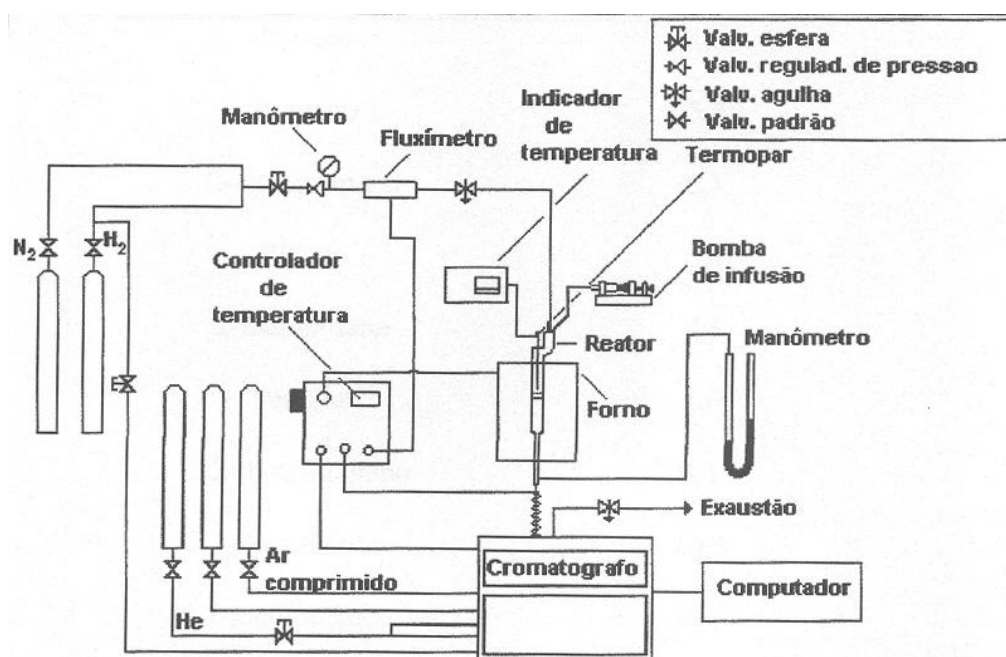 Valv. esfera
Valv. regulad. de pressao
Valv. agulha
Valv. padrão
Indicador
de
temperatura
Manômetro
Fluxímetro
Termopar
N2
H2
Bomba
de infusão
Controlador
de
temperatura
Reator
Manômetro
Forno
Exaustão
Ar
comprimido
Cromatografo
Computador
He